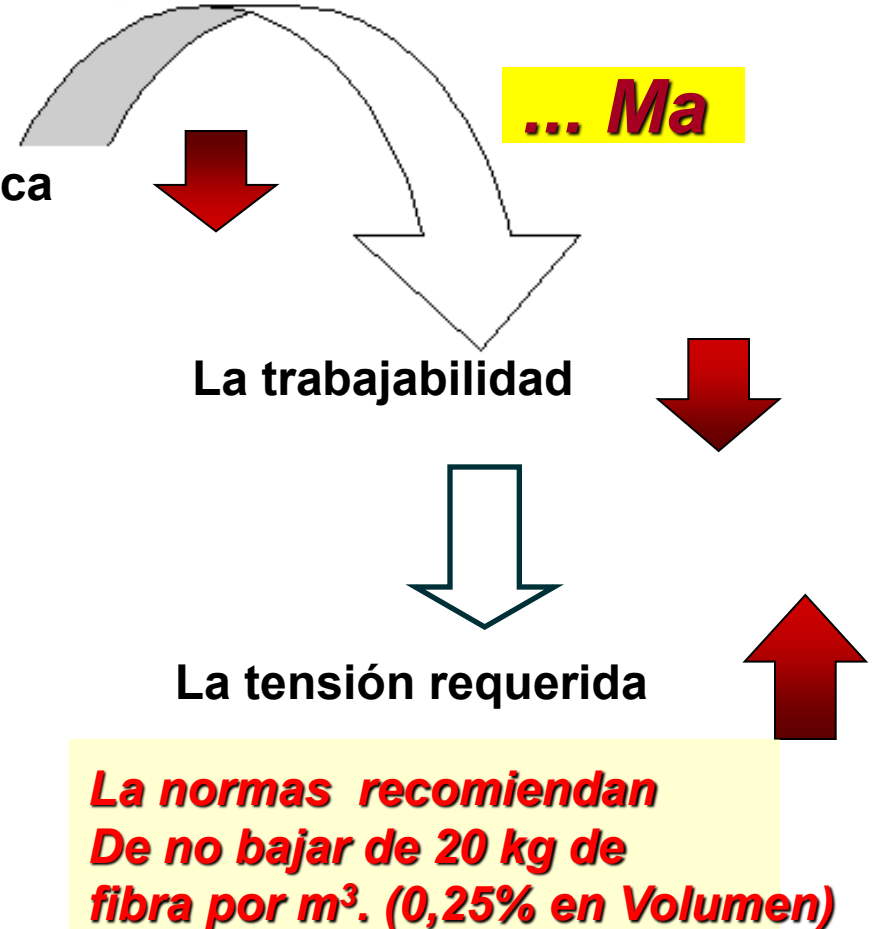 ... Ma
ca
La trabajabilidad
La tensión requerida
La normas recomiendan
De no bajar de 20 kg de
fibra por m³. (0,25% en Volumen)